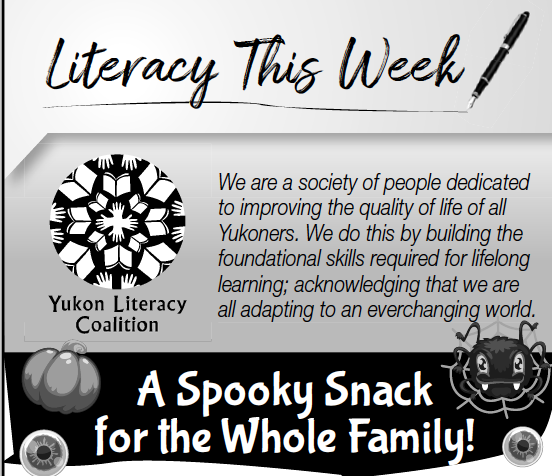 Literacy This Week
Yukon Literacy
Coalition
We are a society of people dedicated
to improving the quality of life of all
Yukoners. We do this by building the
foundational skills required for lifelong
learning; acknowledging that we are
all adapting to an everchanging world.
A Spooky Snack
for the Whole Family!